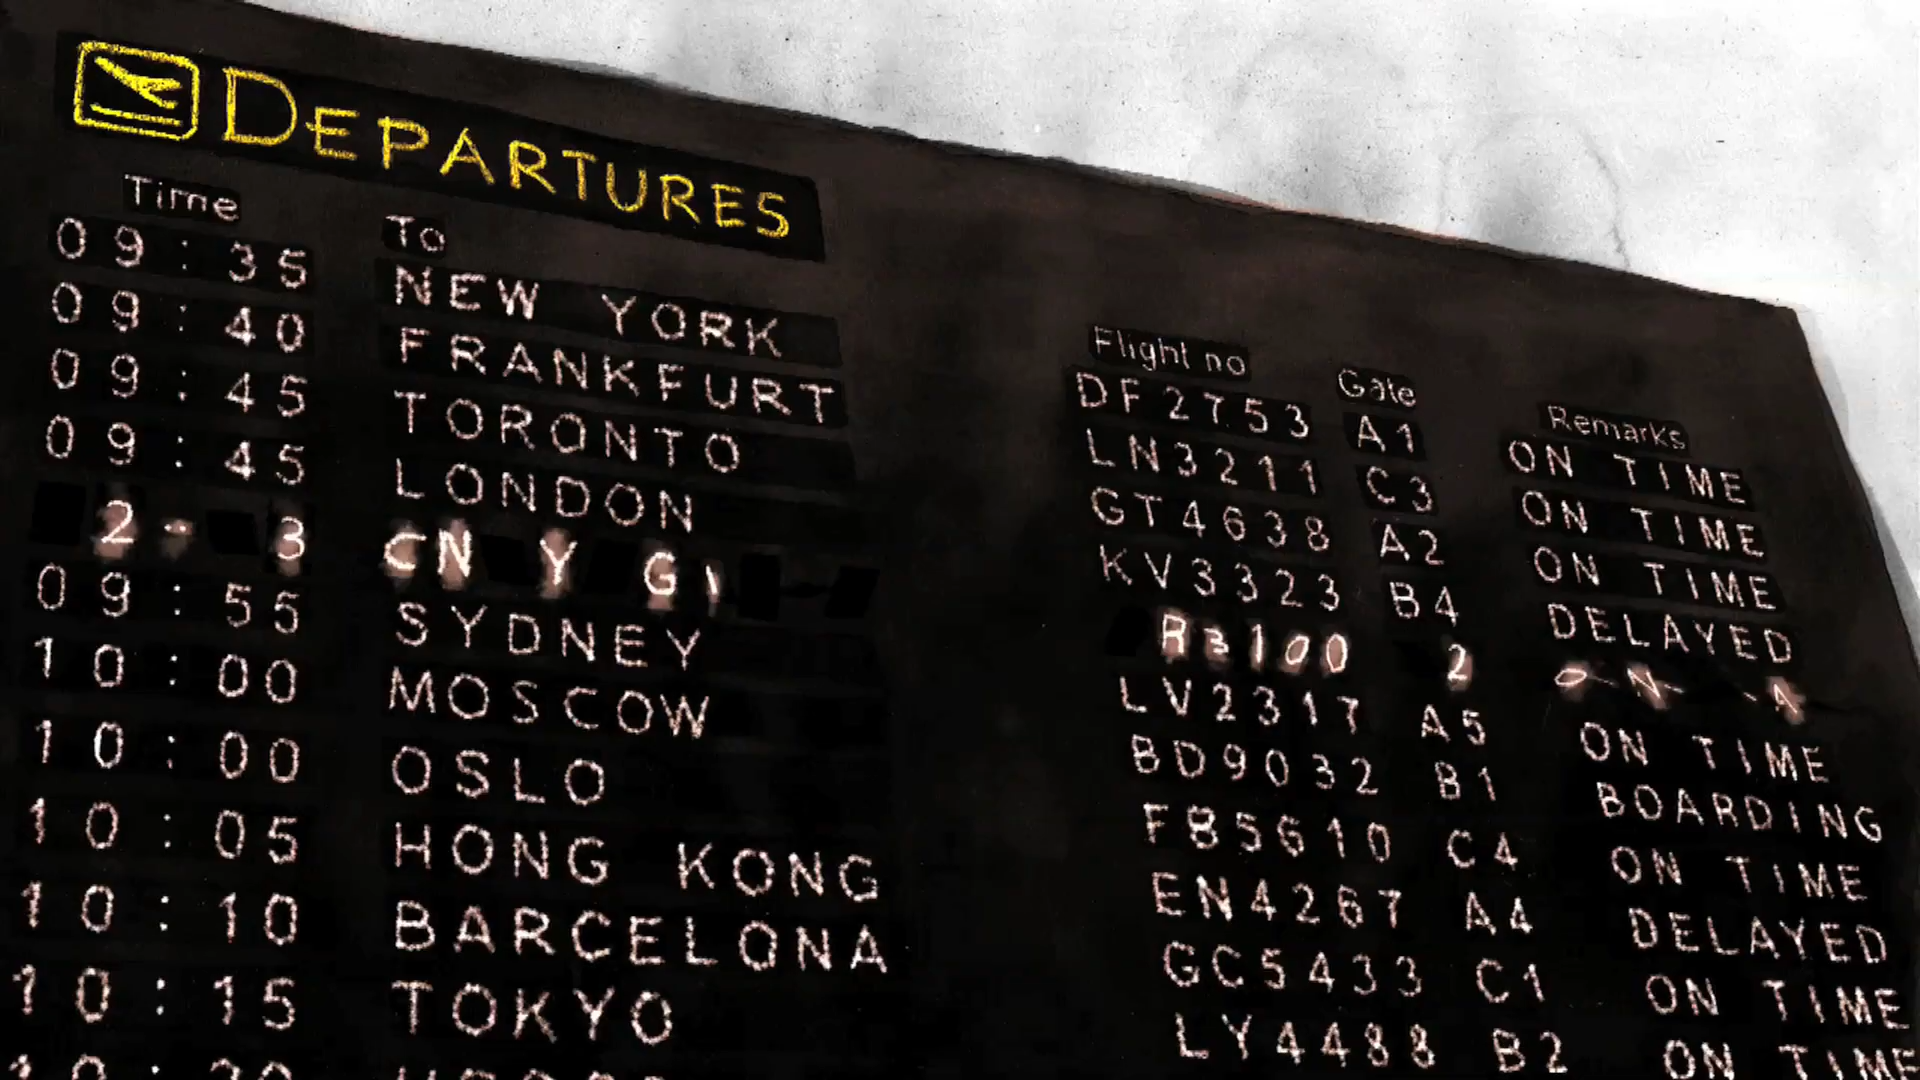 DEPARTURES
Time To Flight no Gate Remarks
09:35 NEW YORK DF2753 A1 ON TIME
09:40 FRANKFURT LN3211 C3 ON TIME
09:45 TORONTO GT4638 A2 ON TIME
09:45 LONDON KV3323 B4 DELAYED
09:55 SYDNEY LV2317 A5 ON TIME
10:00 MOSCOW BD9032 B1 BOARDING
10:00 OSLO F85610 C4 ON TIME
10:05 HONG KONG EN4267 A4 DELAYED
10:10 BARCELONA GC5433 C1 ON TIME
10:15 TOKYO LY4488 B2 ON TIME